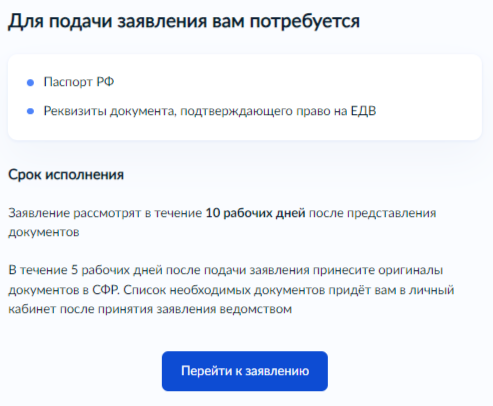 Для подачи заявления вам потребуется
Паспорт РФ
Реквизиты документа, подтверждающего право на ЕДВ
Срок исполнения
Заявление рассмотрят в течение 10 рабочих дней после представления
документов
В течение 5 рабочих дней после подачи заявления принесите оригиналы
документов в СФР. Список необходимых документов придёт вам в личный
кабинет после принятия заявления ведомством
Перейти к заявлению